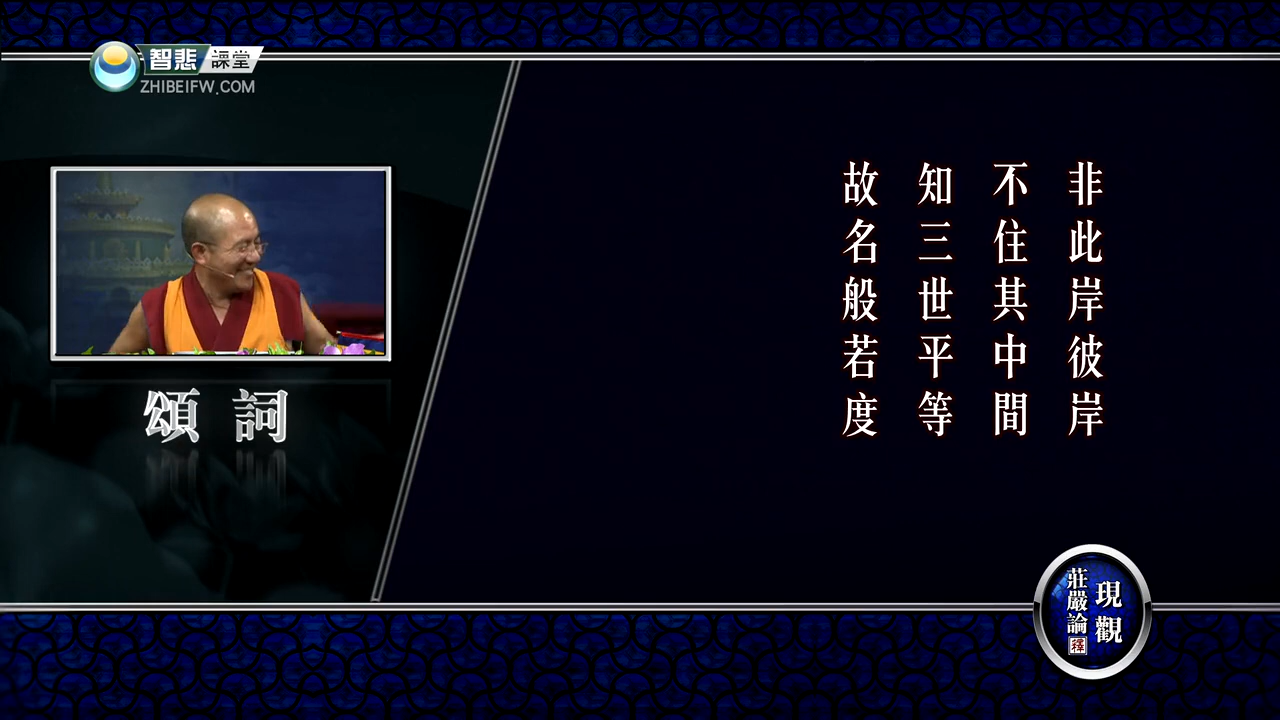 智悲課堂
ZHIBEIFW.COM
頌詞
非此岸彼岸
不住其中間
知三世平等
故名般若度
現觀
莊嚴論釋